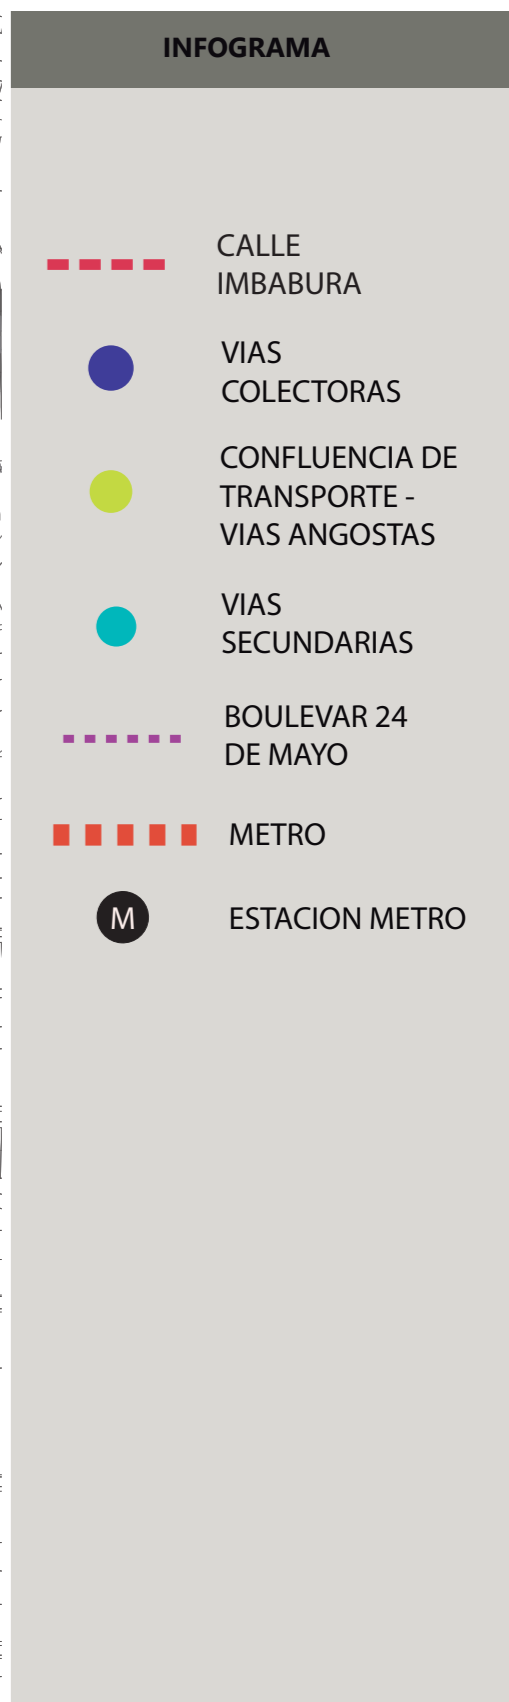 INFOGRAMA
CALLE
IMBABURA
VIAS
COLECTORAS
CONFLUENCIA DE
TRANSPORTE -
VIAS ANGOSTAS
VIAS
SECUNDARIAS
BOULEVAR 24
DE MAYO
METRO
M
ESTACION METRO